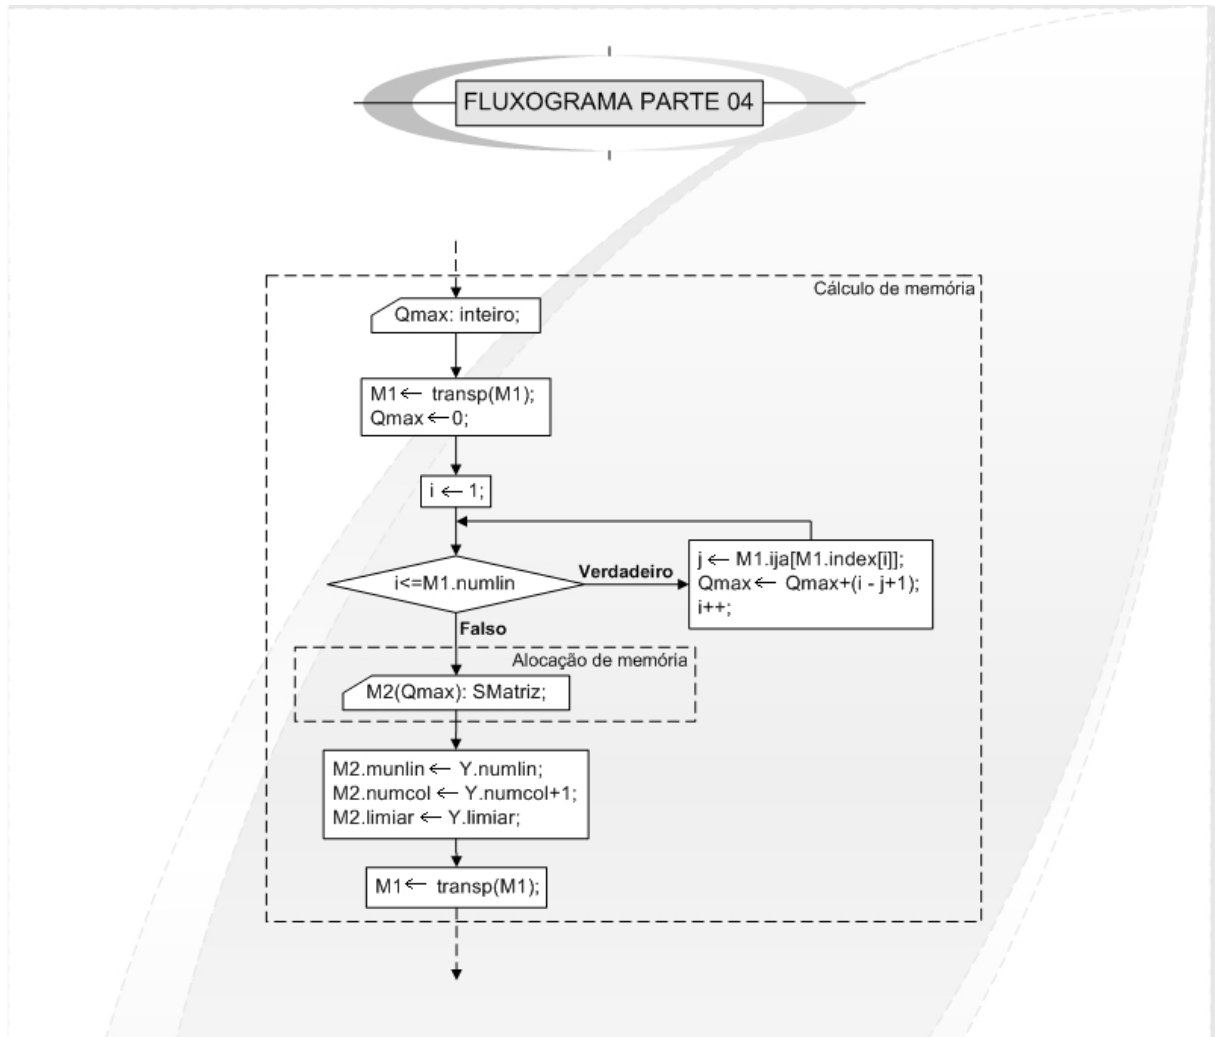 FLUXOGRAMA PARTE 04
Cálculo de memória
Qmax: inteiro;
M1← transp(M1);
Qmax←0;
i ← 1;
i<=M1.numlin
Verdadeiro
j ← M1.ija[M1.index[i]];
Qmax← Qmax+(i - j+1);
i++;
Falso
Alocação de memória
M2(Qmax): SMatriz;
M2.munlin ← Y.numlin;
M2.numcol ← Y.numcol+1;
M2.limiar ← Y.limiar;
M1← transp(M1);